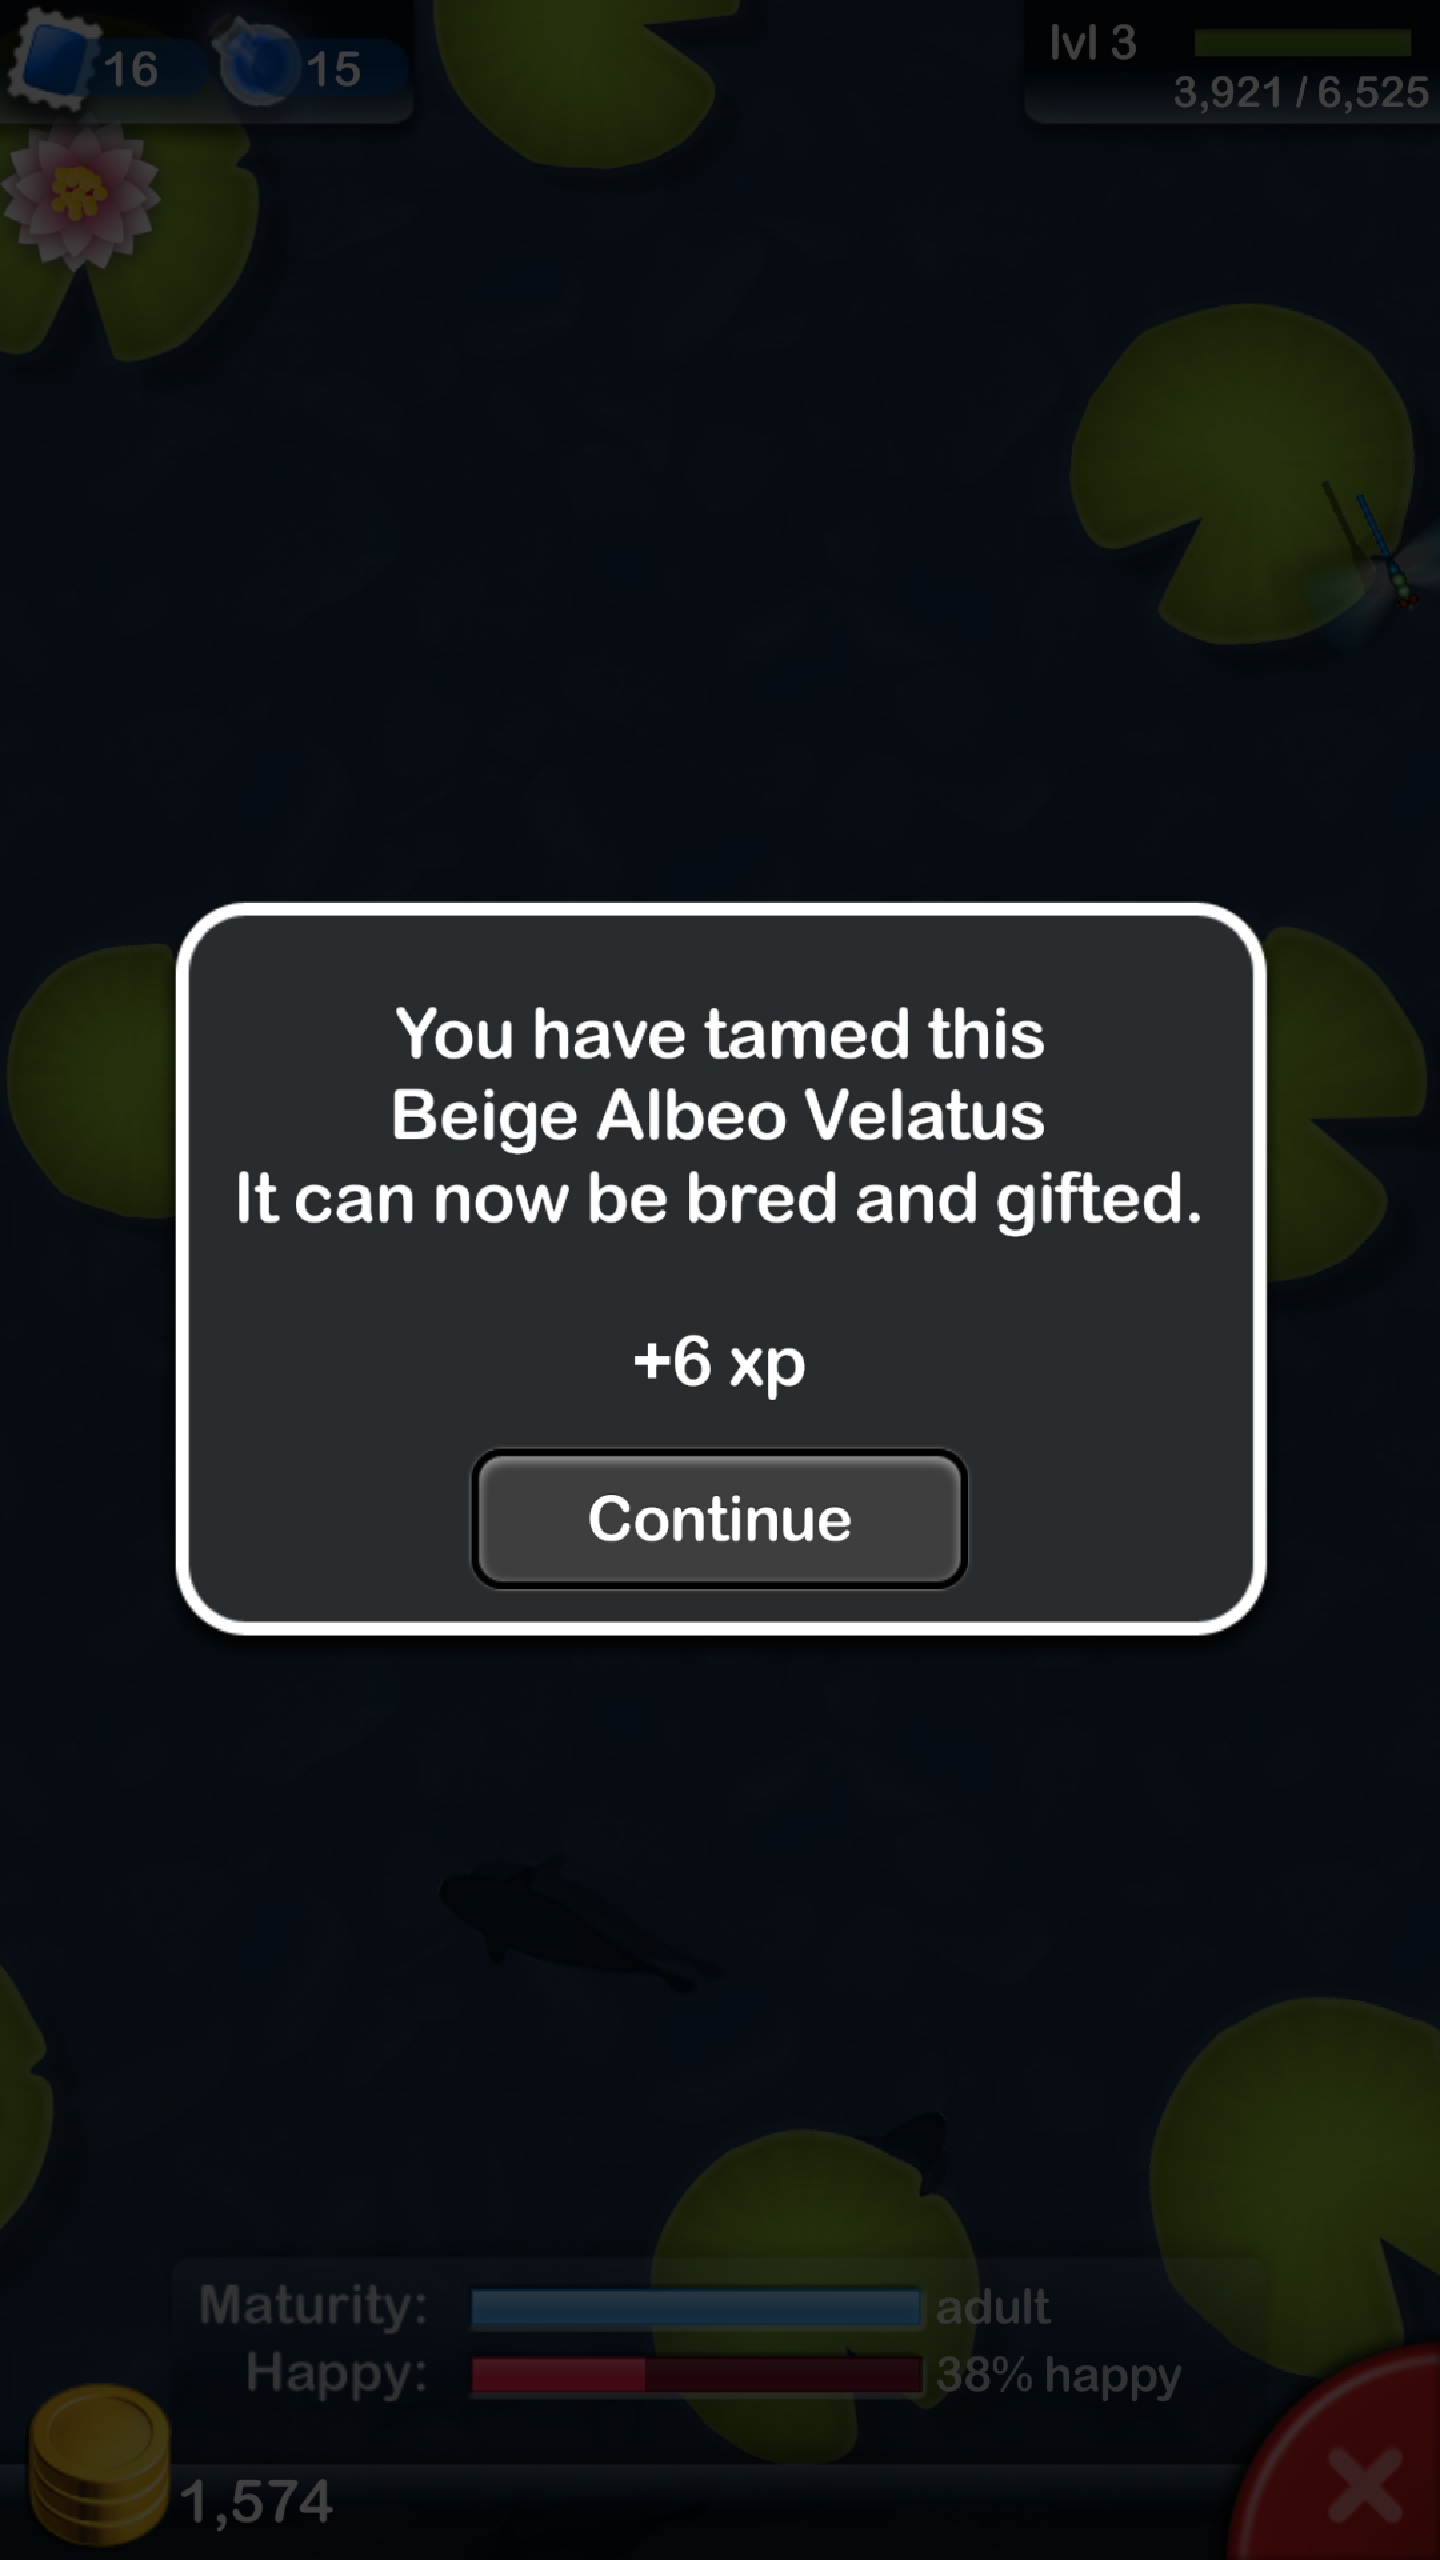 16
15
lvl 3
3,921 / 6,525
You have tamed this
Beige Albeo Velatus
It can now be bred and gifted.
+6 xp
Continue
Maturity: adult
Happy: 38% happy
1,574